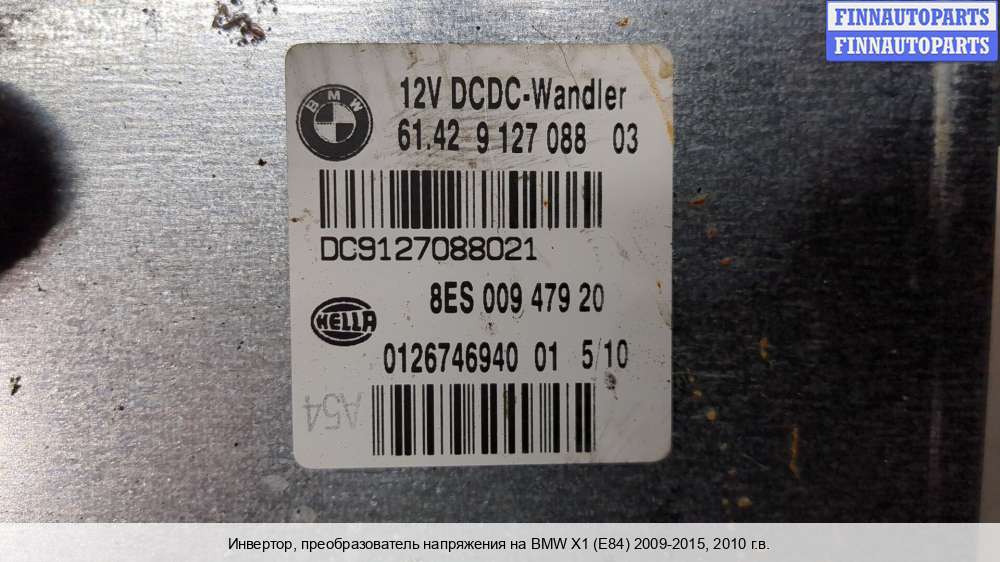 FINNAUTOPARTS
FINNAUTOPARTS
BMW
12V DCDC-Wandler
61.42 9 127 088 03
DC9127088021
8ES 009 479 20
HELLA
0126746940 01 5/10
A54
Инвертор, преобразователь напряжения на BMW X1 (E84) 2009-2015, 2010 г.в.